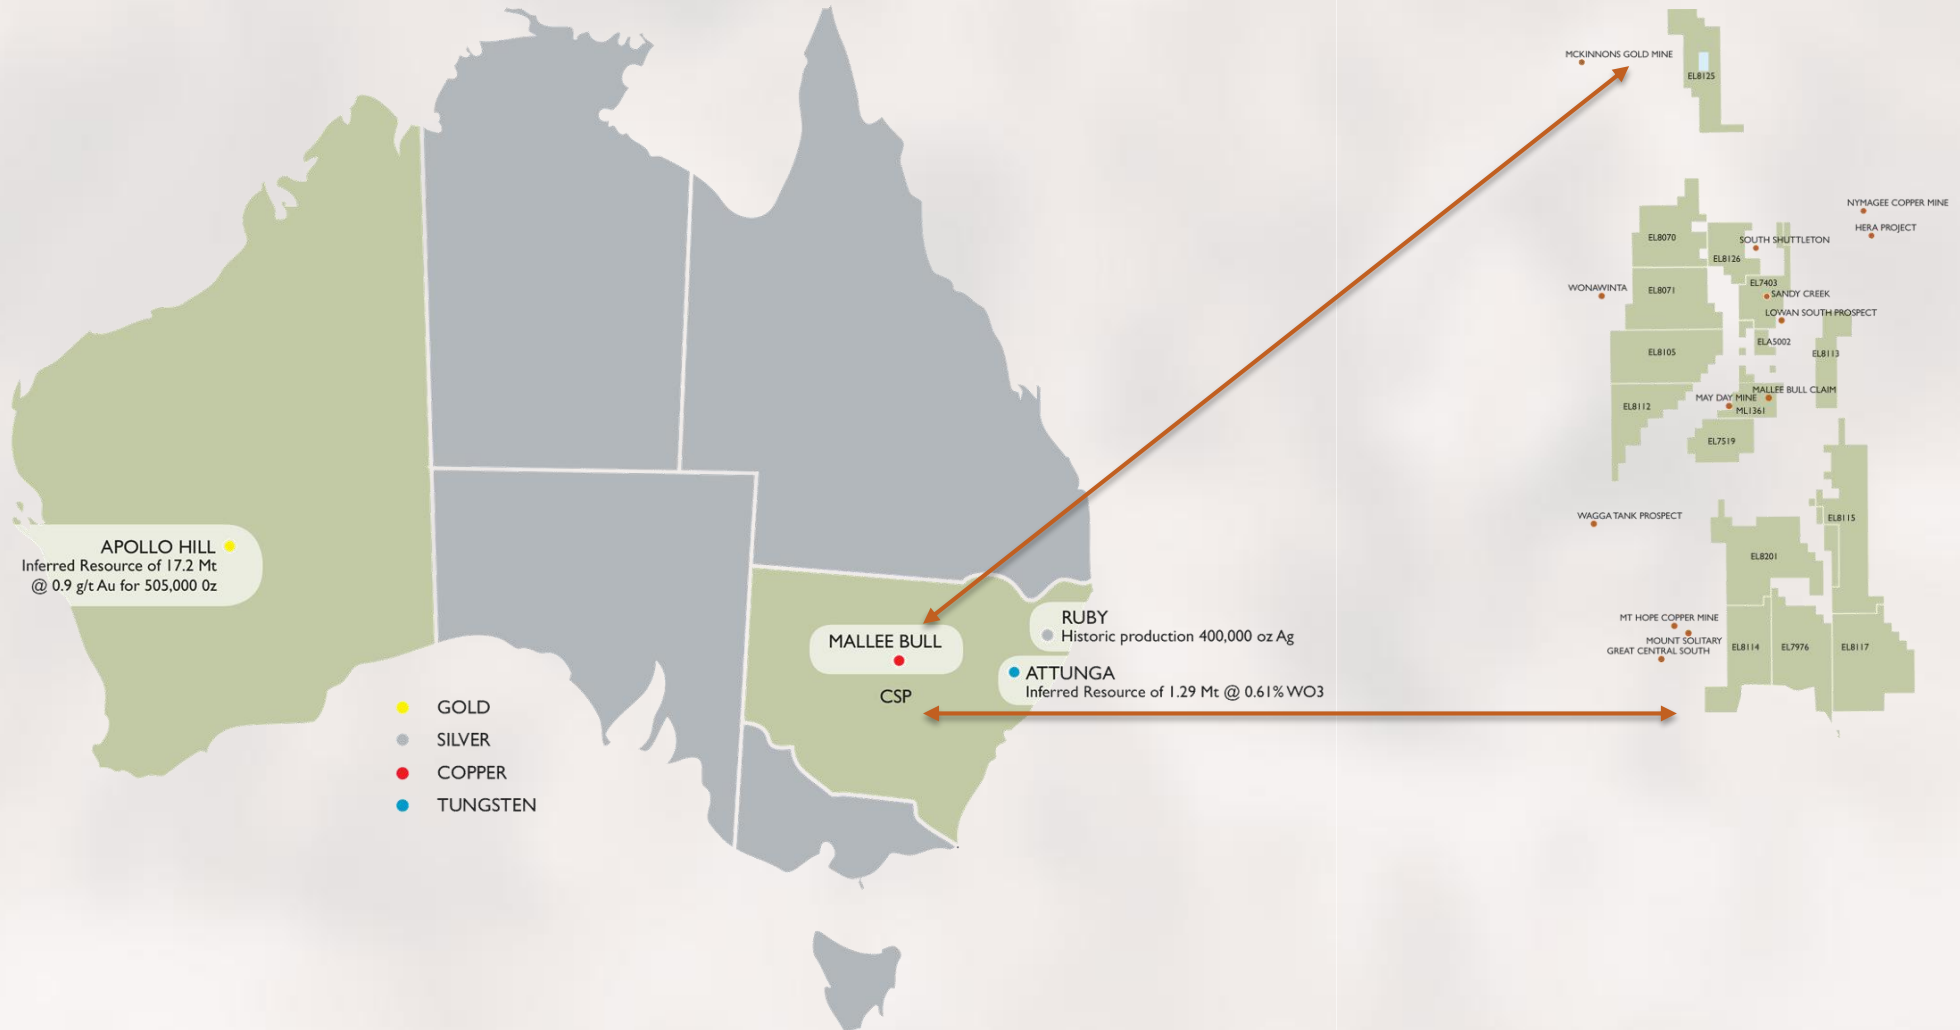 APOLLO HILL
Inferred Resource of 17.2 Mt
@ 0.9 g/t Au for 505,000 0z
MALLEE BULL
CSP
RUBY
Historic production 400,000 oz Ag
ATTUNGA
Inferred Resource of 1.29 Mt @ 0.61% WO3
GOLD
SILVER
COPPER
TUNGSTEN
MCKINNONS GOLD MINE
EL8125
NYMAGEE COPPER MINE
HERA PROJECT
EL8070
SOUTH SHUTTLETON
EL8126
EL7403
WONAWINTA
EL8071
SANDY CREEK
LOWAN SOUTH PROSPECT
ELA5002
EL8105
EL8113
MALLEE BULL CLAIM
MAY DAY MINE
EL8112
ML1361
EL7519
WAGGA TANK PROSPECT
EL8115
EL8201
MT HOPE COPPER MINE
MOUNT SOLITARY
GREAT CENTRAL SOUTH
EL8114
EL7976
EL8117